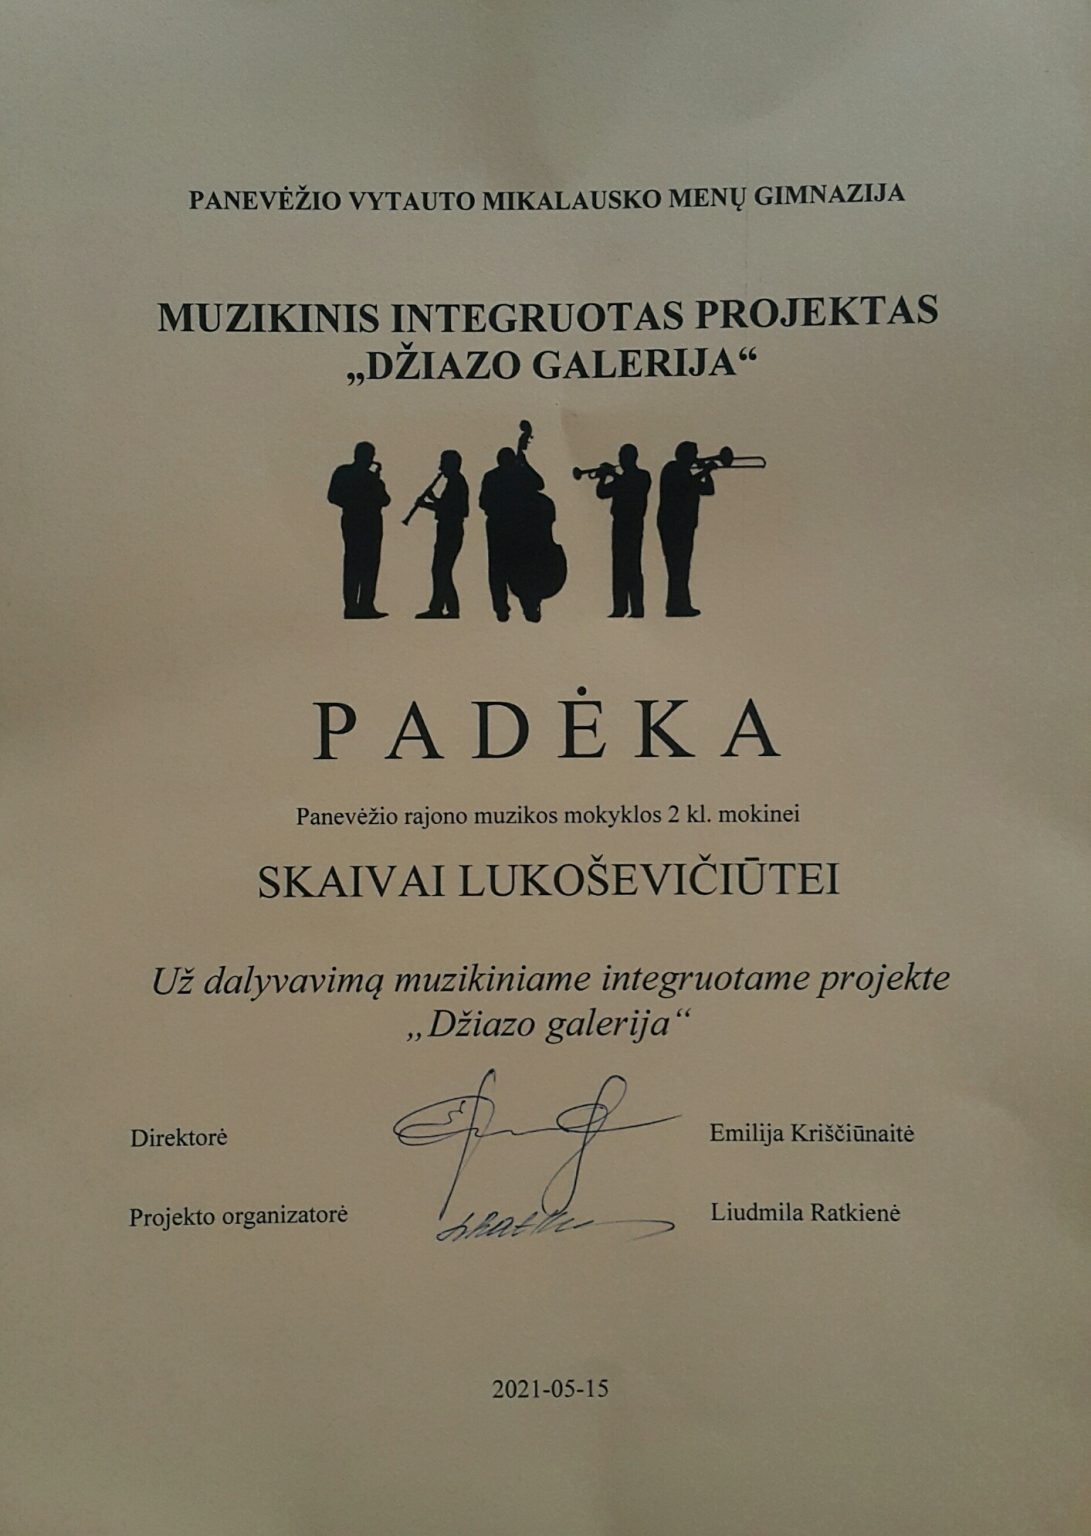 PANEVĖŽIO VYTAUTO MIKALAUSKO MENŲ GIMNAZIJA
MUZIKINIS INTEGRUOTAS PROJEKTAS
„DŽIAZO GALERIJA“
PADĖKA
Panevėžio rajono muzikos mokyklos 2 kl. mokinei
SKAIVAI LUKOŠEVIČIŪTEI
Už dalyvavimą muzikiniame integruotame projekte
„Džiazo galerija“
Direktorė Emilija Kriščiūnaitė
Projekto organizatorė Liudmila Ratkienė
2021-05-15